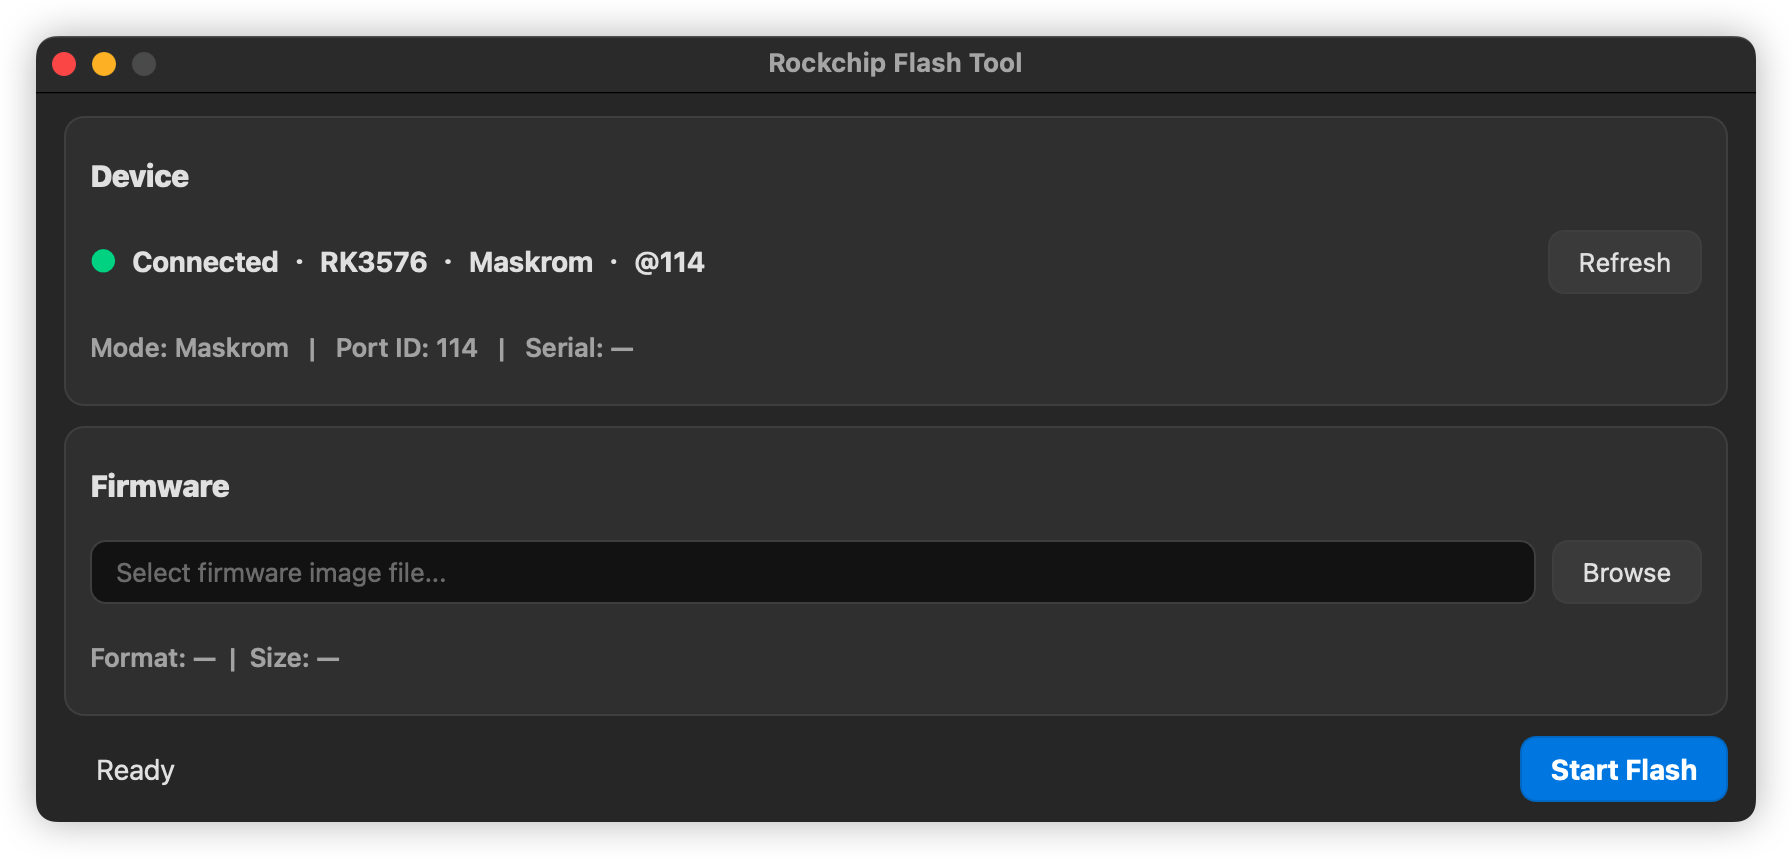 Rockchip Flash Tool
Device
Connected · RK3576 · Maskrom · @114
Refresh
Mode: Maskrom | Port ID: 114 | Serial: —
Firmware
Select firmware image file...
Browse
Format: — | Size: —
Ready
Start Flash